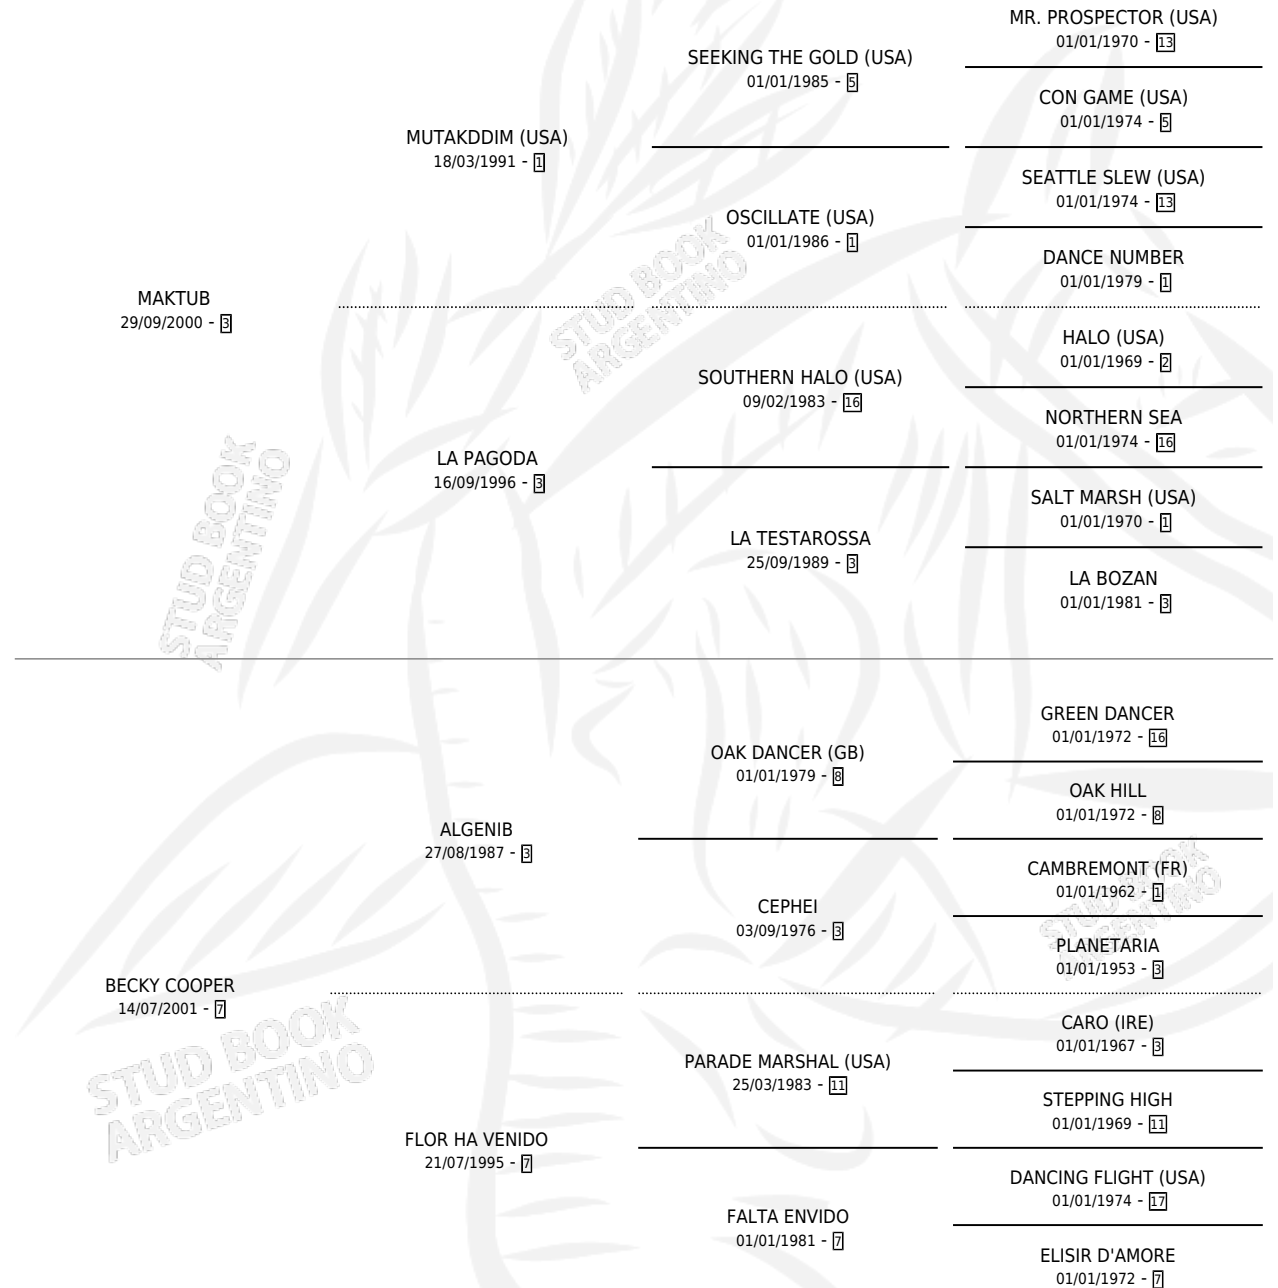 MR. PROSPECTOR (USA)
01/01/1970 - 13
SEEKING THE GOLD (USA)
01/01/1985 - 5
CON GAME (USA)
01/01/1974 - 5
MUTAKDDIM (USA)
18/03/1991 - 1
SEATTLE SLEW (USA)
01/01/1974 - 13
OSCILLATE (USA)
01/01/1986 - 1
DANCE NUMBER
01/01/1979 - 1
MAKTUB
29/09/2000 - 3
STUD BOOK
ARGENTINO
HALO (USA)
01/01/1969 - 2
SOUTHERN HALO (USA)
09/02/1983 - 16
NORTHERN SEA
01/01/1974 - 16
LA PAGODA
16/09/1996 - 3
SALT MARSH (USA)
01/01/1970 - 1
LA TESTAROSSA
25/09/1989 - 3
LA BOZAN
01/01/1981 - 3
STUD BOOK
ARGENTINO
GREEN DANCER
01/01/1972 - 16
OAK DANCER (GB)
01/01/1979 - 8
OAK HILL
01/01/1972 - 8
ALGENIB
27/08/1987 - 3
CAMBREMONT (FR)
01/01/1962 - 1
CEPHEI
03/09/1976 - 3
STUD BOOK
ARGENTINO
PLANETARIA
01/01/1953 - 3
BECKY COOPER
14/07/2001 - 7
STUD BOOK
ARGENTINO
CARO (IRE)
01/01/1967 - 3
PARADE MARSHAL (USA)
25/03/1983 - 11
STEPPING HIGH
01/01/1969 - 11
FLOR HA VENIDO
21/07/1995 - 7
DANCING FLIGHT (USA)
01/01/1974 - 17
FALTA ENVIDO
01/01/1981 - 7
ELISIR D'AMORE
01/01/1972 - 7